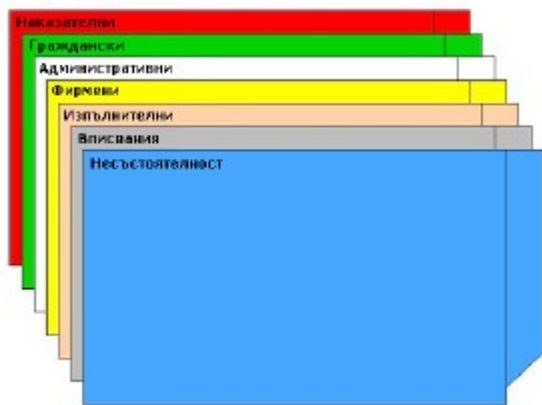 Наказателни
Граждански
Административни
Фирмени
Изпълнителни
Вписвания
Несъстоятелност